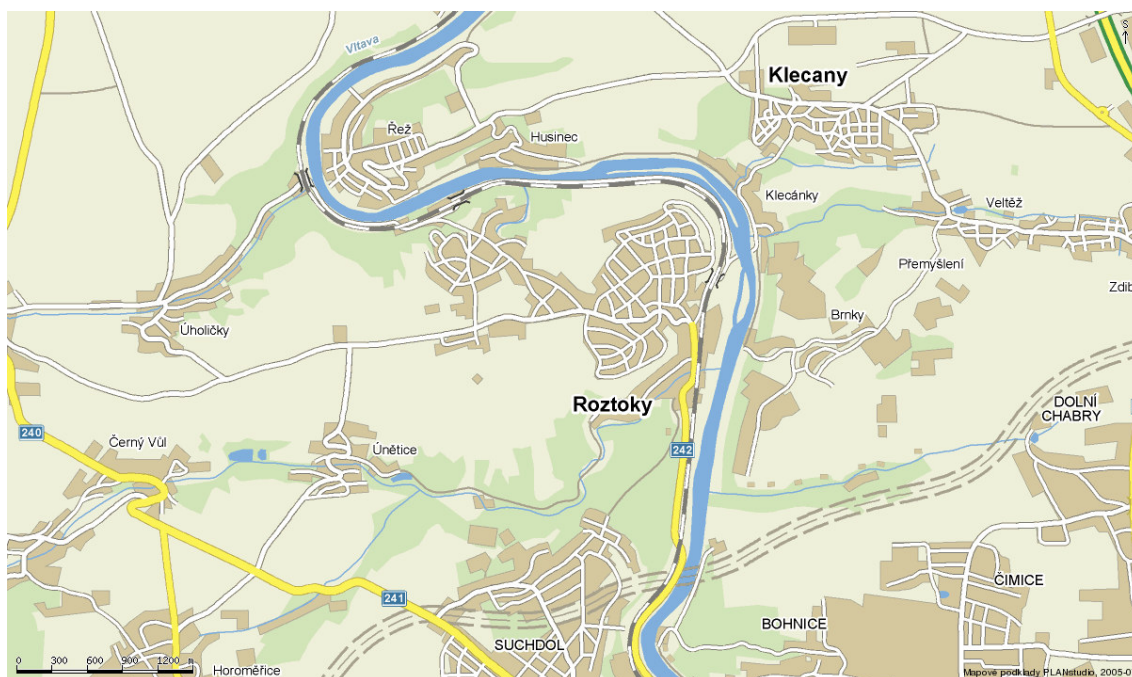 S
Vltava
Klecany
Řež
Husinec
Klecánky
Veltěž
Přemyšlení
Zdib
Úholičky
Brnky
Roztoky
DOLNÍ
CHABRY
240
Černý Vůl
Únětice
242
ČIMICE
241
BOHNICE
SUCHDOL
Horoměřice
0 300 600 900 1200
Mapové podklady PLANstudio, 2005-0